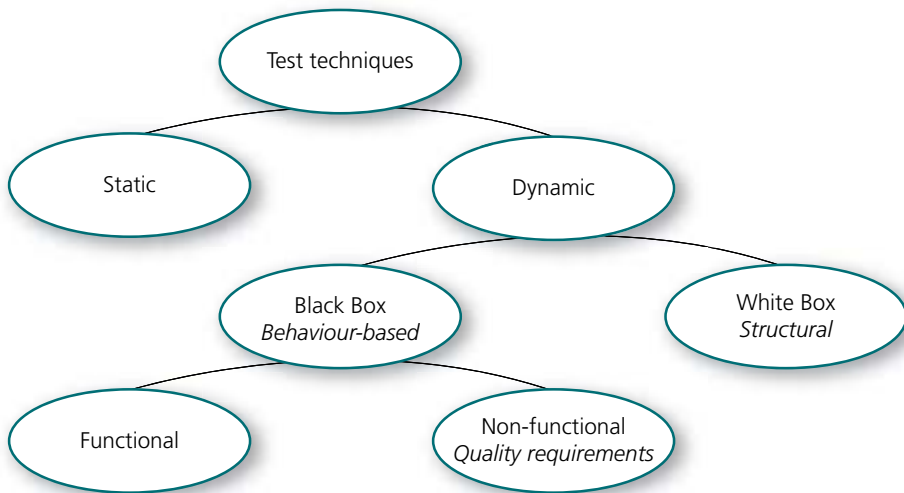 Test techniques
Static
Dynamic
Black Box
Behaviour-based
White Box
Structural
Functional
Non-functional
Quality requirements